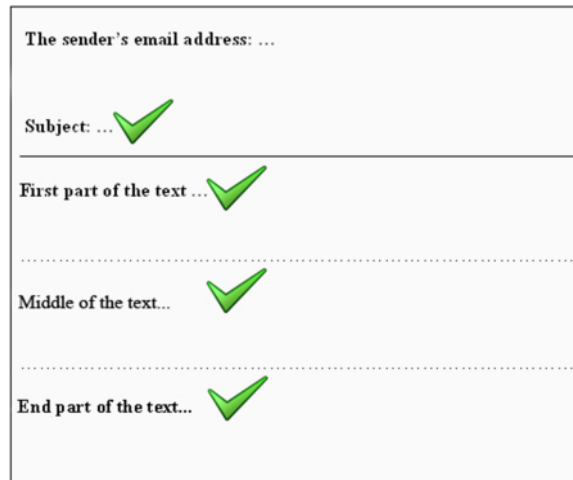 The sender's email address: ...
Subject: ...
First part of the text ...
Middle of the text...
End part of the text...